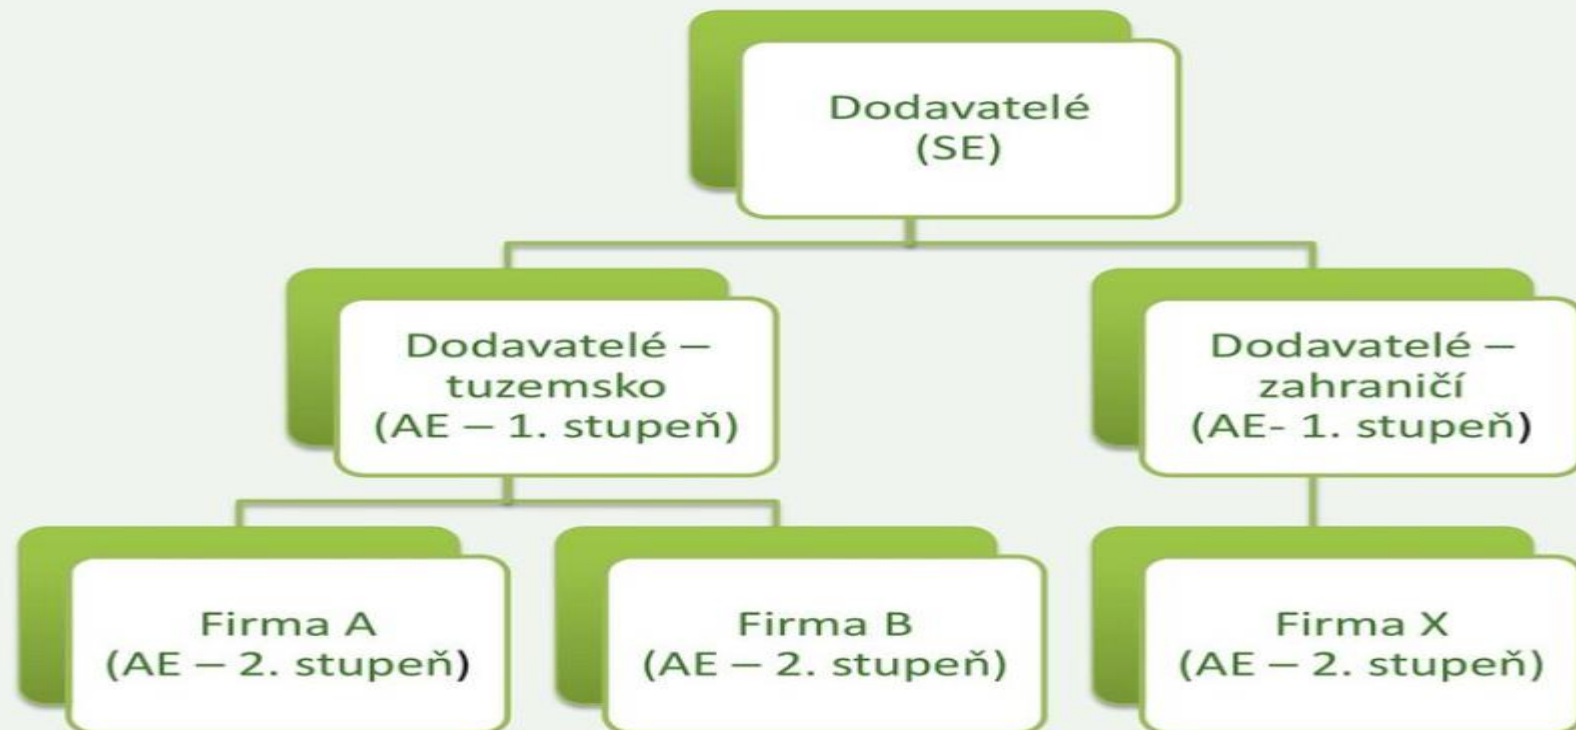 Dodavatelé
(SE)
Dodavatelé –
tuzemsko
(AE – 1. stupeň)
Dodavatelé –
zahraničí
(AE- 1. stupeň)
Firma A
(AE – 2. stupeň)
Firma B
(AE – 2. stupeň)
Firma X
(AE – 2. stupeň)